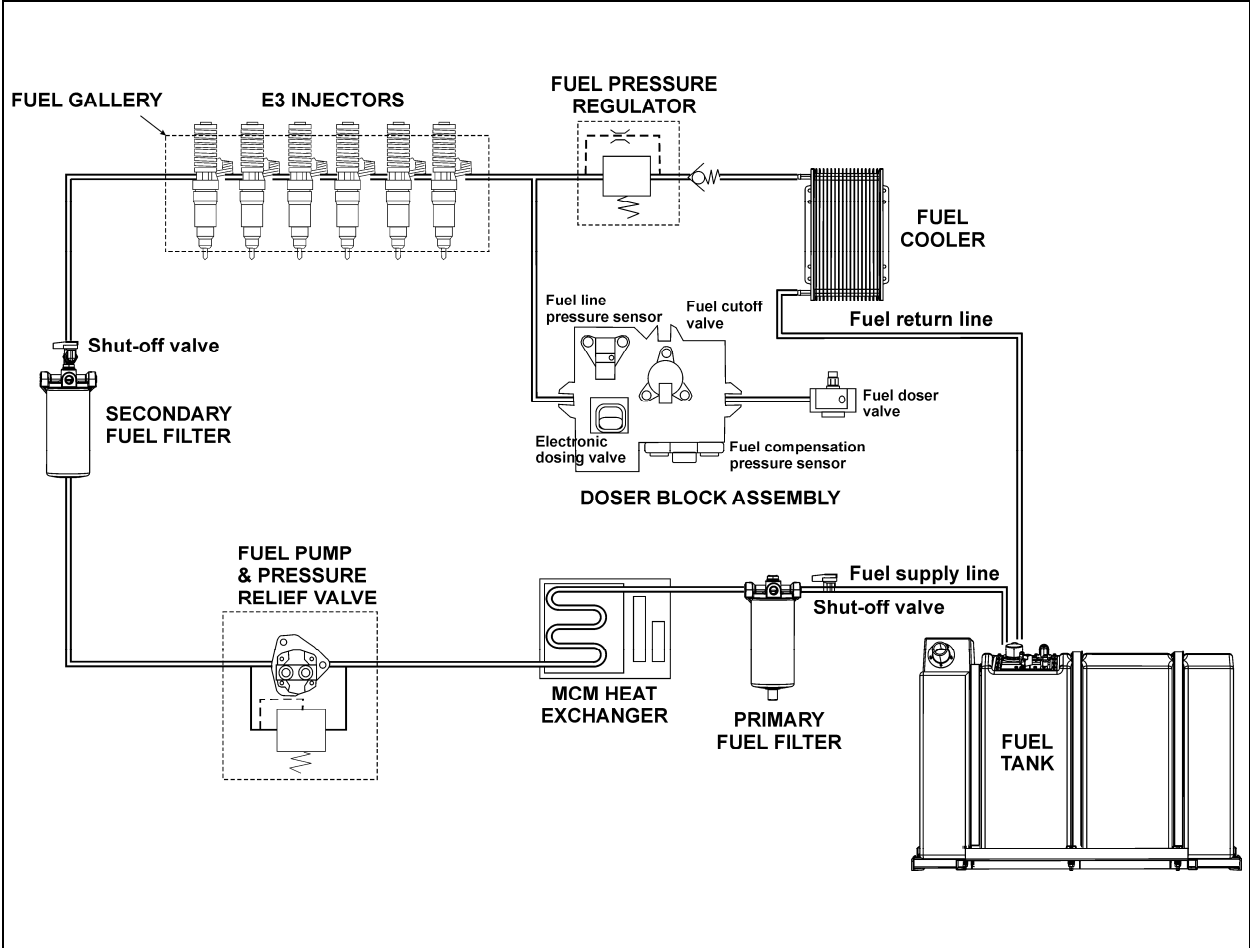 FUEL PRESSURE
REGULATOR
FUEL GALLERY
E3 INJECTORS
FUEL
COOLER
Fuel line
pressure sensor
Fuel cutoff
valve
Fuel return line
Shut-off valve
SECONDARY
FUEL FILTER
Fuel doser
valve
Electronic
dosing valve
Fuel compensation
pressure sensor
DOSER BLOCK ASSEMBLY
FUEL PUMP
& PRESSURE
RELIEF VALVE
Fuel supply line
Shut-off valve
MCM HEAT
EXCHANGER
PRIMARY
FUEL FILTER
FUEL
TANK